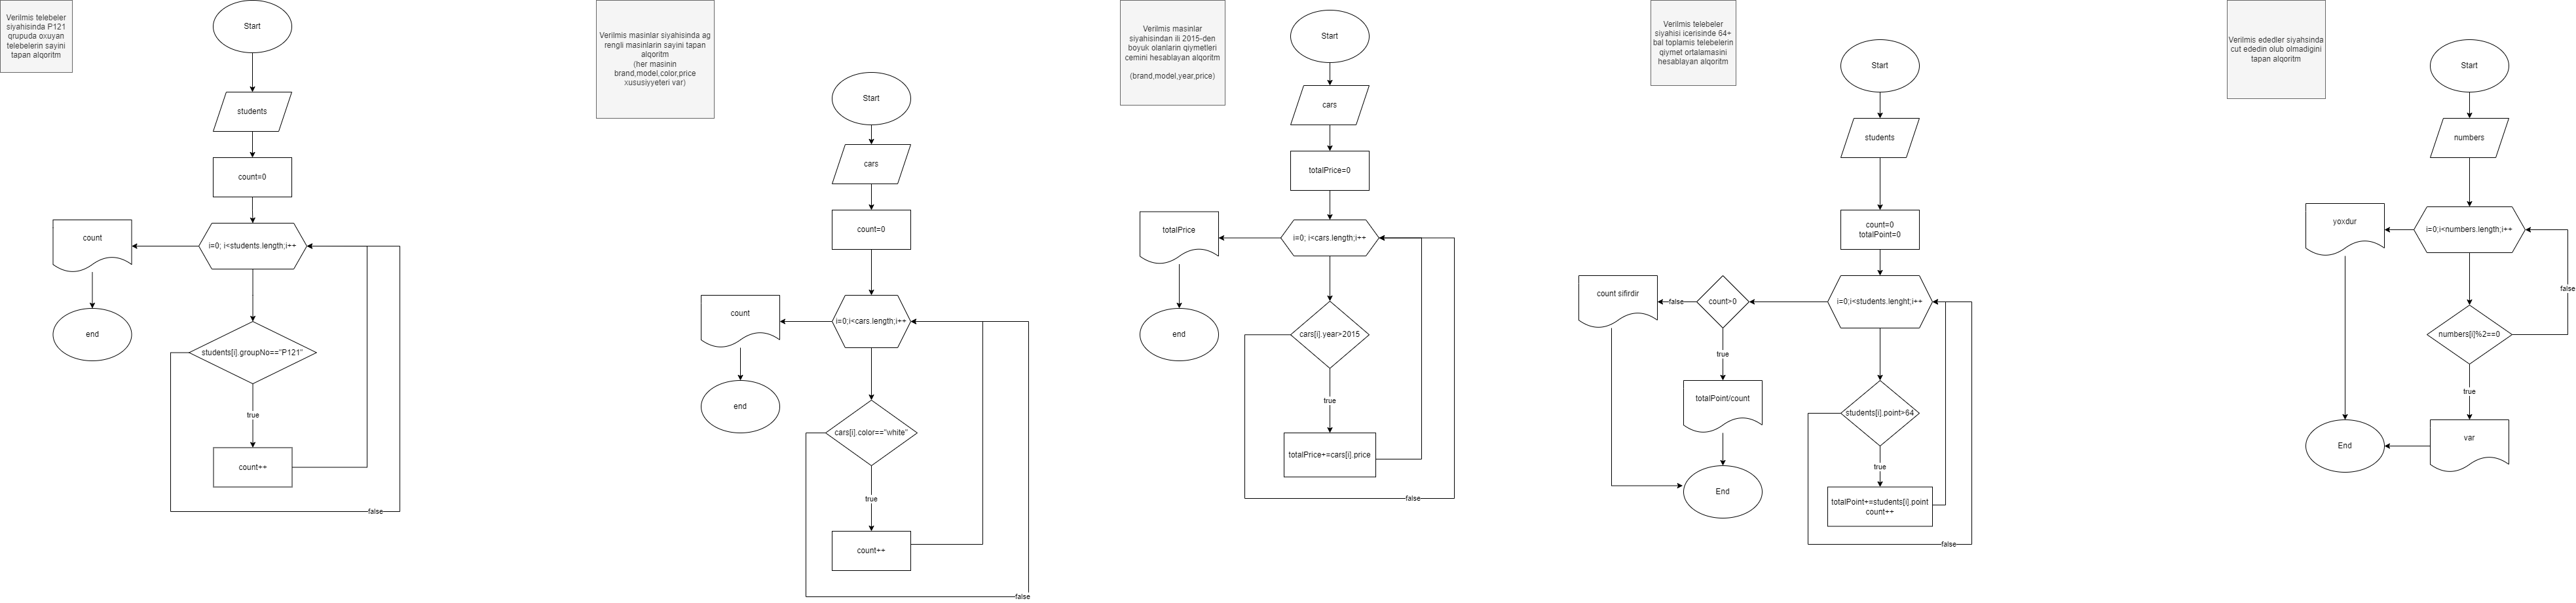 Verilmis telebeler
siyahisinda P121
qrupuda oxuyan
telebelerin sayini
tapan alqoritm
Start
students
count=0
i=0; i<students.length;i++
count
end
students[i].groupNo=="P121"
true
count++
false
Verilmis masinlar siyahisinda ag
rengli masinlarin sayini tapan
alqoritm
(her masinin
brand,model,color,price
xususiyyeteri var)
Start
cars
count=0
i=0;i<cars.length;i++
count
end
cars[i].color=="white"
true
count++
false
Verilmis masinlar
siyahisindan ili 2015-den
boyuk olanlarin qiymetleri
cemini hesablayan alqoritm
(brand,model,year,price)
Start
cars
totalPrice=0
i=0; i<cars.length;i++
totalPrice
end
cars[i].year>2015
true
totalPrice+=cars[i].price
false
Verilmis telebeler
siyahisi icerisinde 64+
bal toplamis telebelerin
qiymet ortalamasini
hesablayan alqoritm
Start
students
count=0
totalPoint=0
i=0;i<students.lenght;i++
count>0
false
count sifirdir
true
totalPoint/count
End
students[i].point>64
true
totalPoint+=students[i].point
count++
false
Verilmis ededler siyahsinda
cut ededin olub olmadigini
tapan alqoritm
Start
numbers
i=0;i<numbers.length;i++
yoxdur
false
numbers[i]%2==0
true
var
End